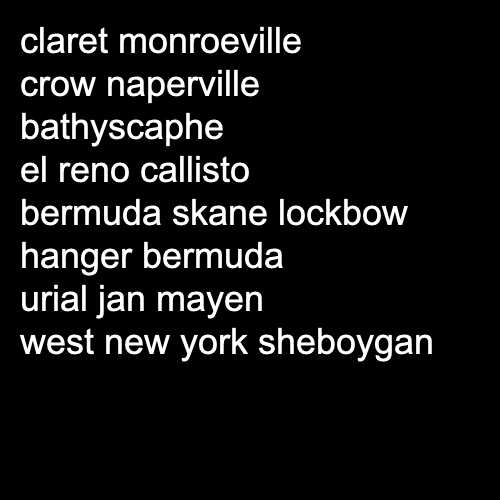 claret monroeville
crow naperville
bathyscaphe
el reno callisto
bermuda skane lockbow
hanger bermuda
urial jan mayen
west new york sheboygan